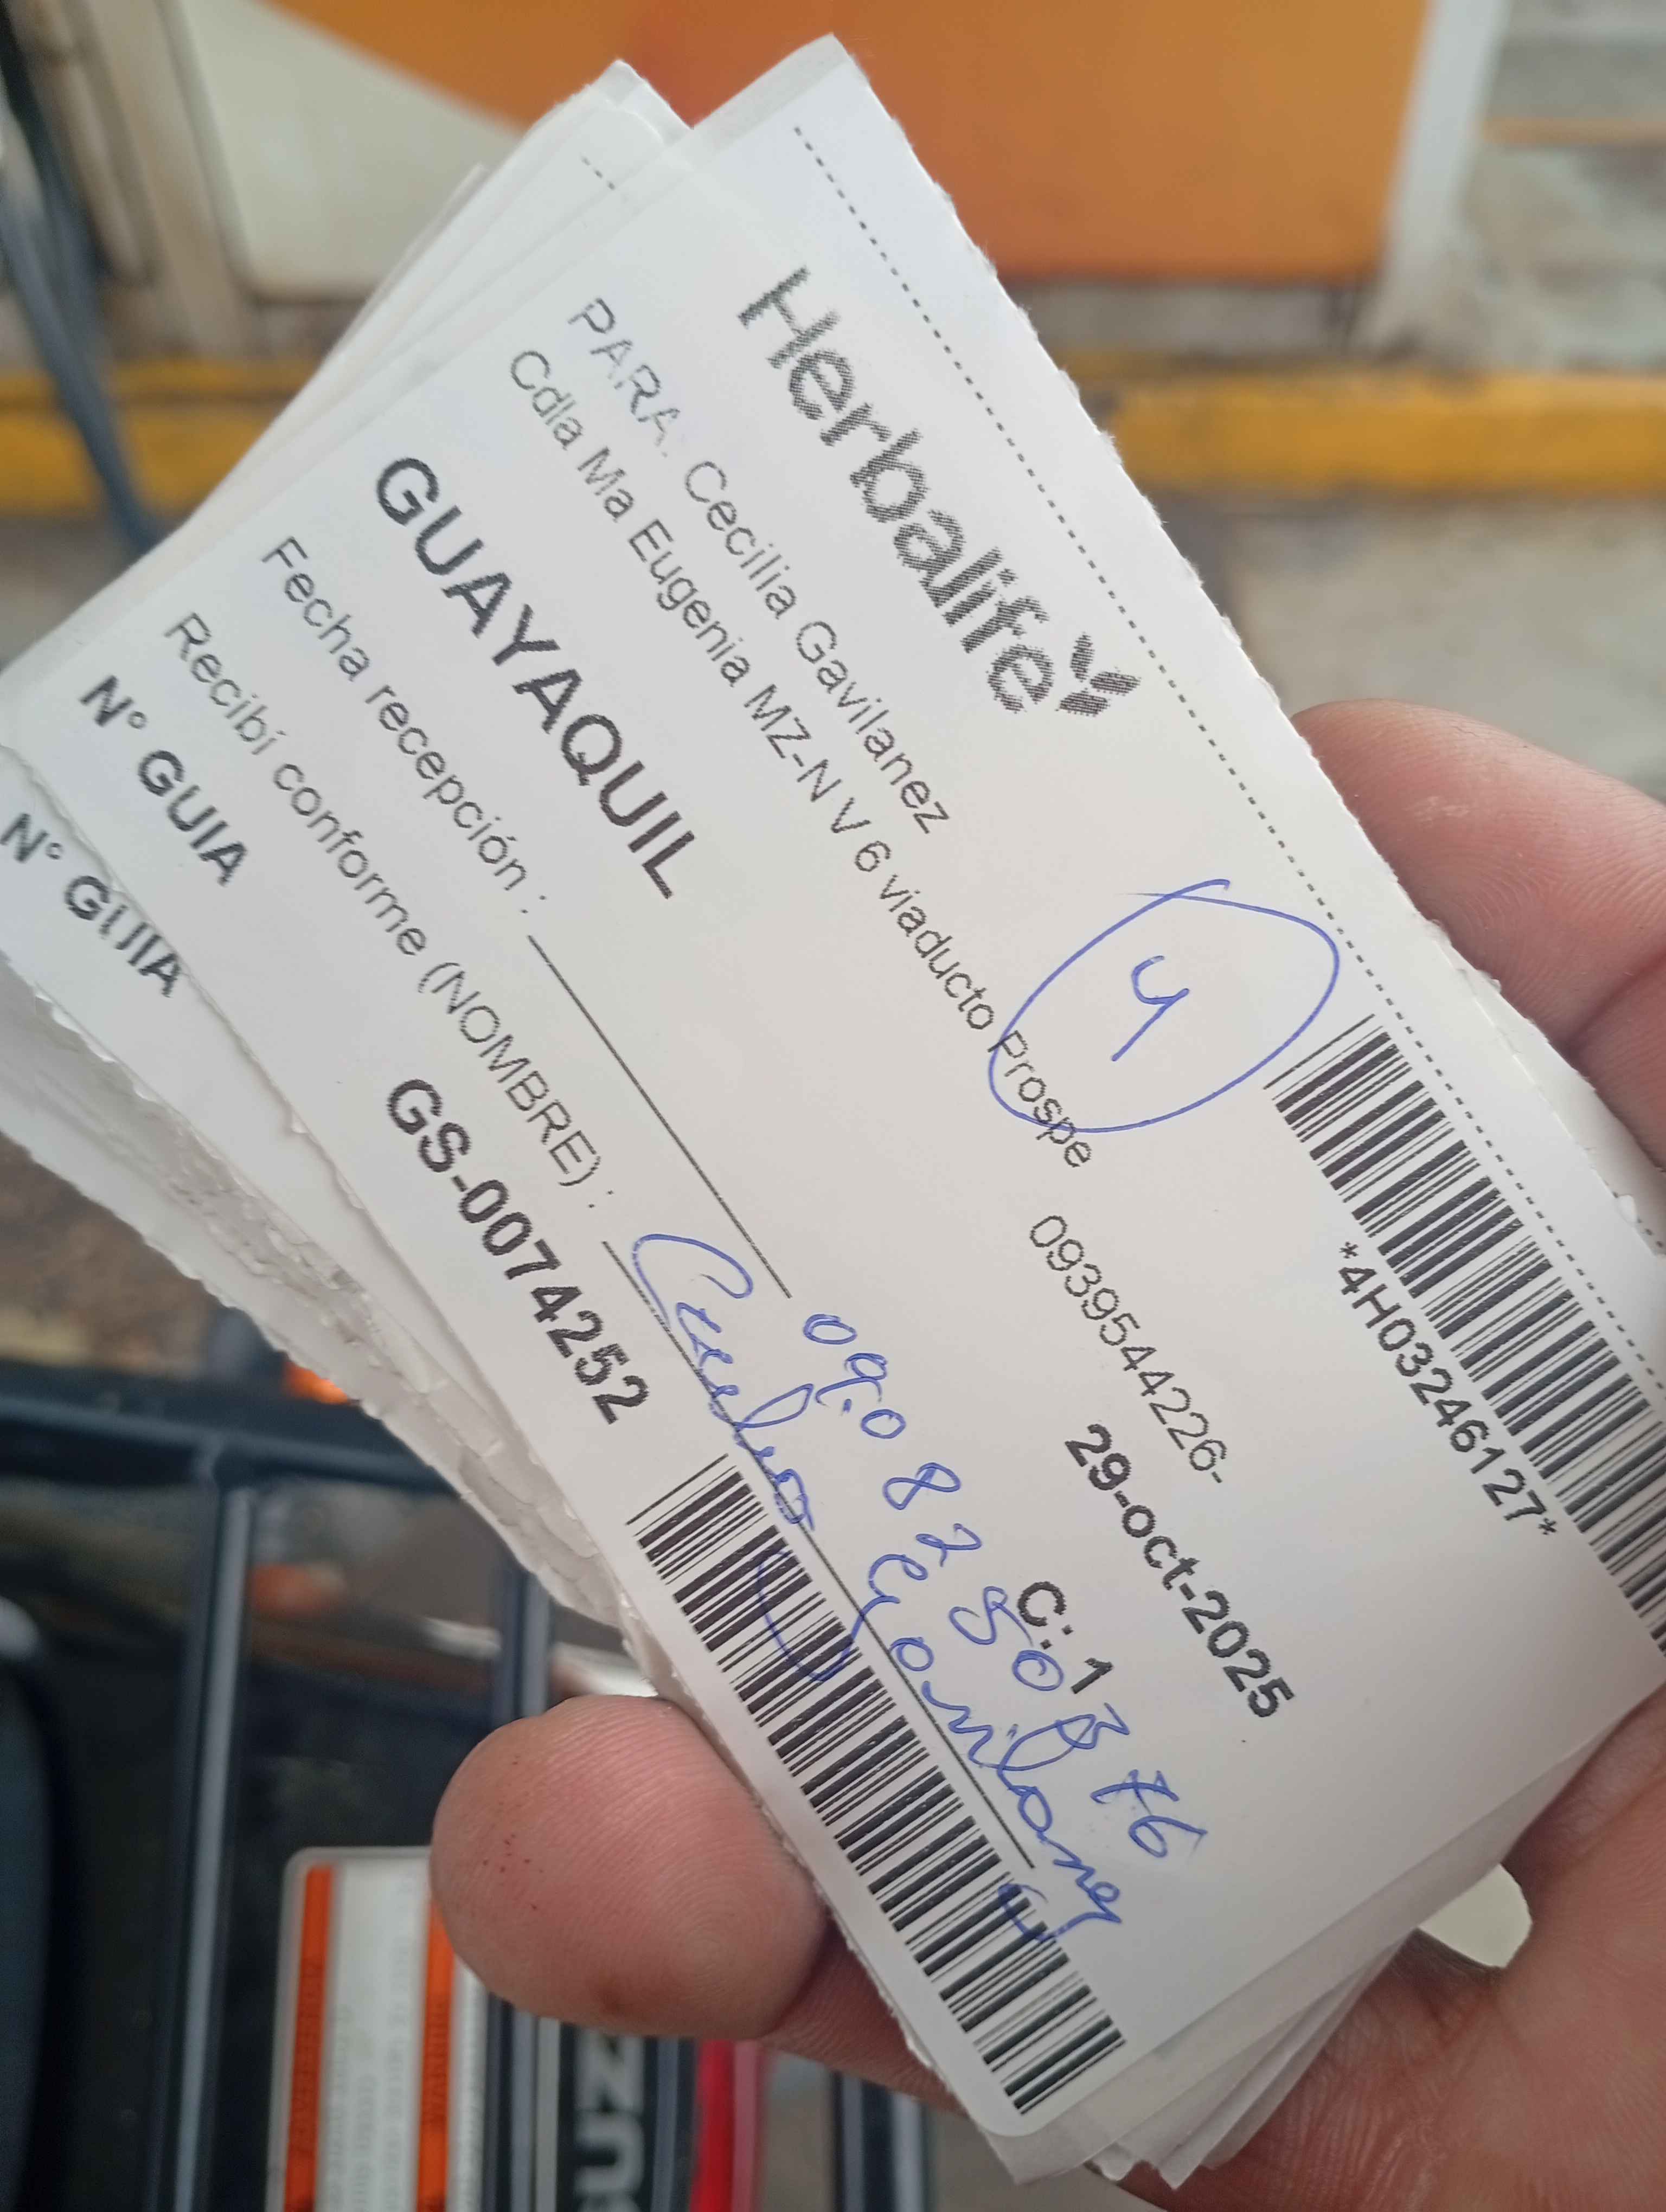 Herbalife
4
*4H03246127*
PARA: Cecilia Gavilanez
Cdla Ma Eugenia MZ-N V 6 viaducto Prospe 0939544226-
29-oct-2025
GUAYAQUIL
C: 1
Fecha recepción :
Recibí conforme (NOMBRE) :
N° GUIA GS-0074252
N° GUIA